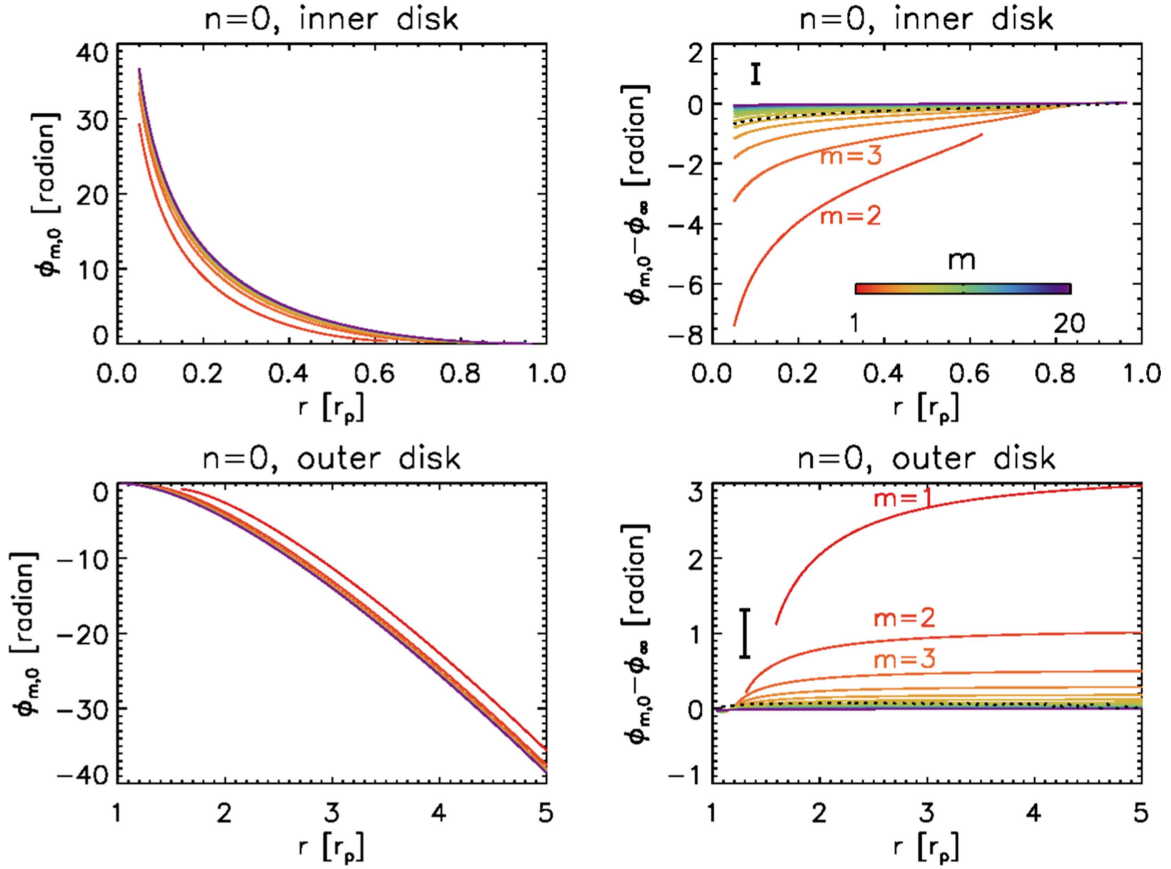 n=0, inner disk
40
30
20
10
0
ϕm,0 [radian]
0.0 0.2 0.4 0.6 0.8 1.0
r [rp]
n=0, inner disk
2
0
−2
−4
−6
−8
ϕm,0−ϕ∞ [radian]
m=3
m=2
m
1 20
0.0 0.2 0.4 0.6 0.8 1.0
r [rp]
n=0, outer disk
0
−10
−20
−30
−40
ϕm,0 [radian]
1 2 3 4 5
r [rp]
n=0, outer disk
3
2
1
0
−1
ϕm,0−ϕ∞ [radian]
m=1
m=2
m=3
1 2 3 4 5
r [rp]